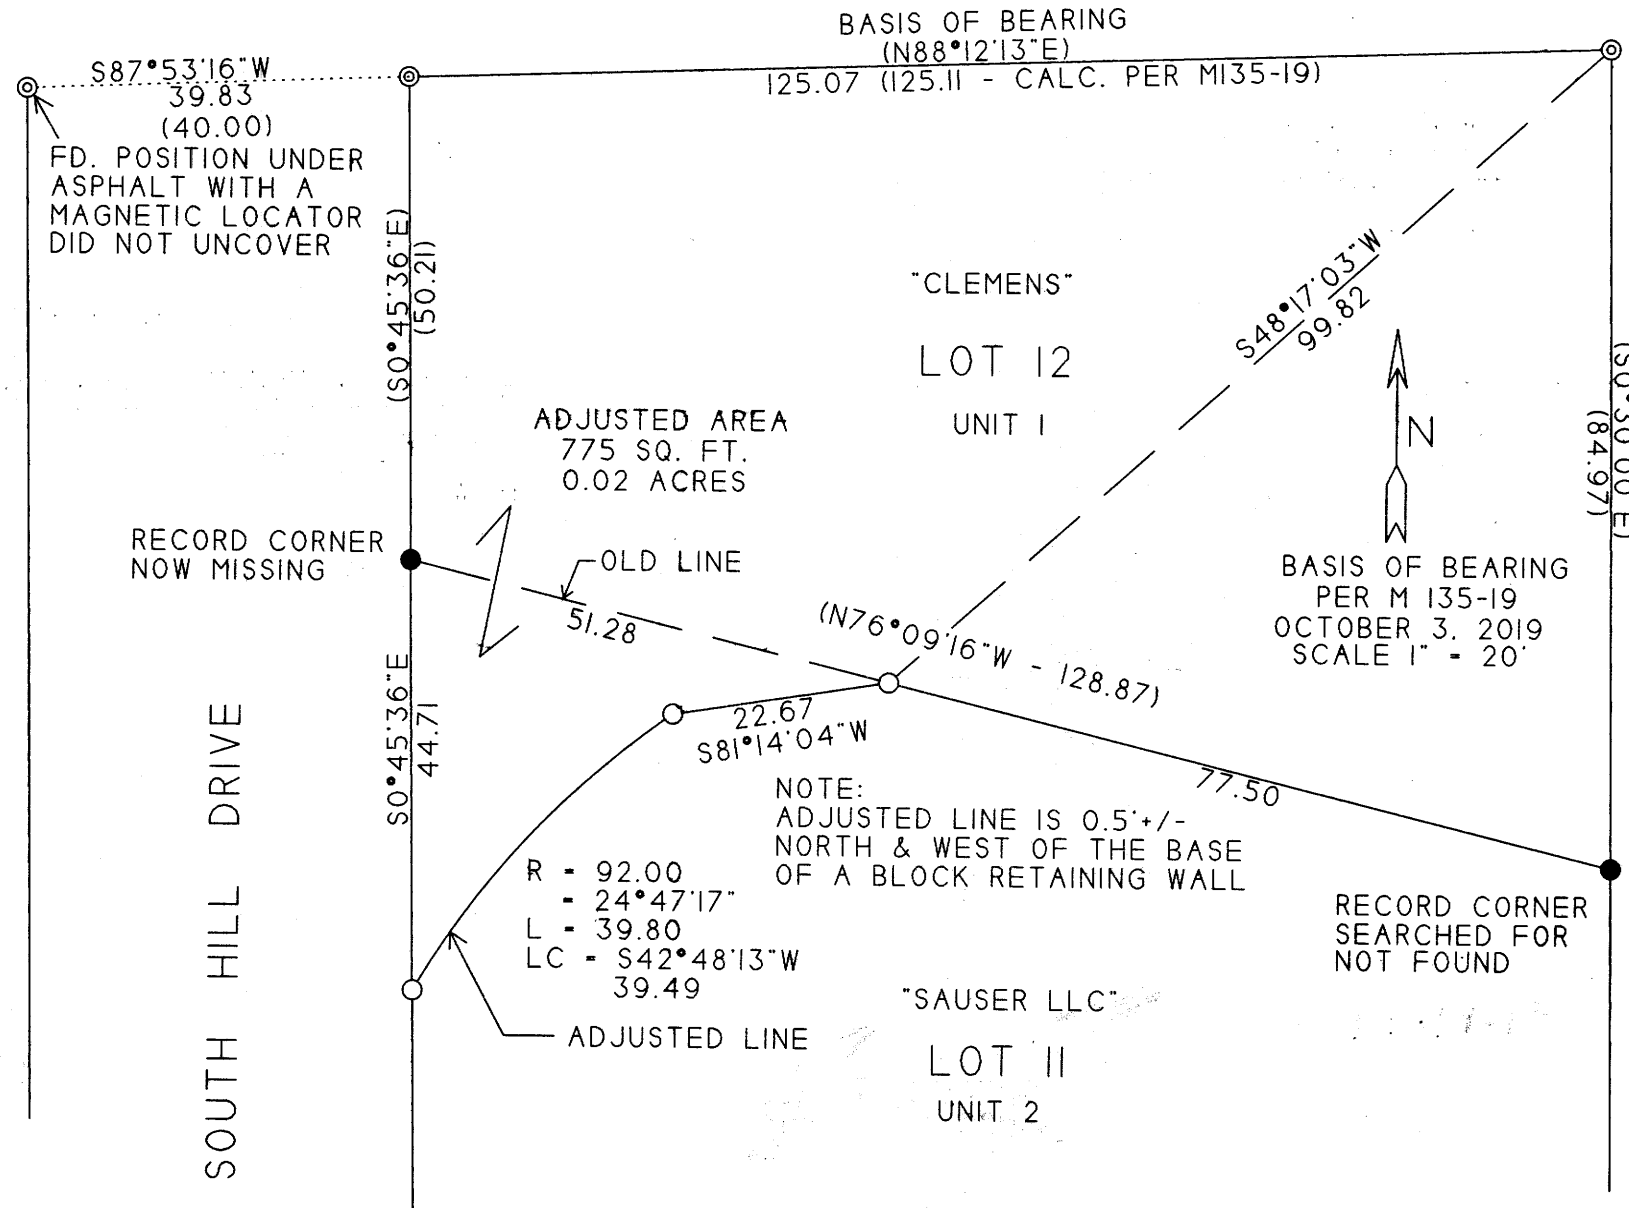 BASIS OF BEARING
(N88°12'13"E)
125.07 (125.11 - CALC. PER M135-19)
S87°53'16"W
39.83
(40.00)
FD. POSITION UNDER
ASPHALT WITH A
MAGNETIC LOCATOR
DID NOT UNCOVER
(S0°45'36"E)
(50.21)
"CLEMENS"
LOT 12
UNIT 1
S48°17'03"W
99.82
(S0°30'00"E)
(84.97)
N
ADJUSTED AREA
775 SQ. FT.
0.02 ACRES
RECORD CORNER
NOW MISSING
OLD LINE
51.28
(N76°09'16"W - 128.87)
BASIS OF BEARING
PER M 135-19
OCTOBER 3. 2019
SCALE 1" = 20'
S0°45'36"E
44.71
22.67
S81°14'04"W
77.50
NOTE:
ADJUSTED LINE IS 0.5'+/-
NORTH & WEST OF THE BASE
OF A BLOCK RETAINING WALL
R = 92.00
= 24°47'17"
L = 39.80
LC = S42°48'13"W
39.49
RECORD CORNER
SEARCHED FOR
NOT FOUND
ADJUSTED LINE
"SAUSER LLC"
LOT 11
UNIT 2
SOUTH HILL DRIVE